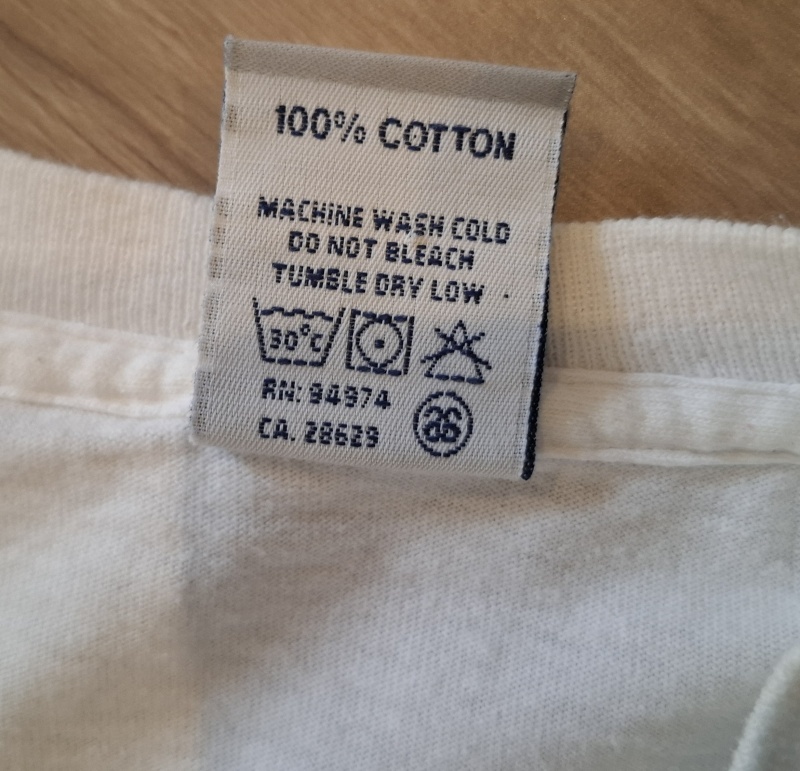 100% COTTON
MACHINE WASH COLD
DO NOT BLEACH
TUMBLE DRY LOW
30°C
RN: 94974
CA. 28629